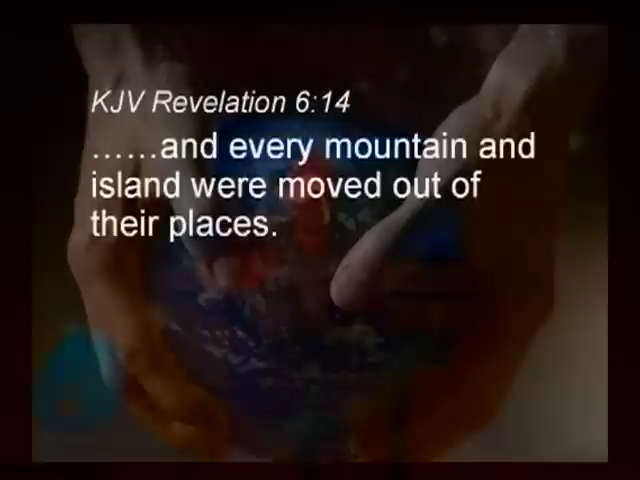 KJV Revelation 6:14
......and every mountain and
island were moved out of
their places.